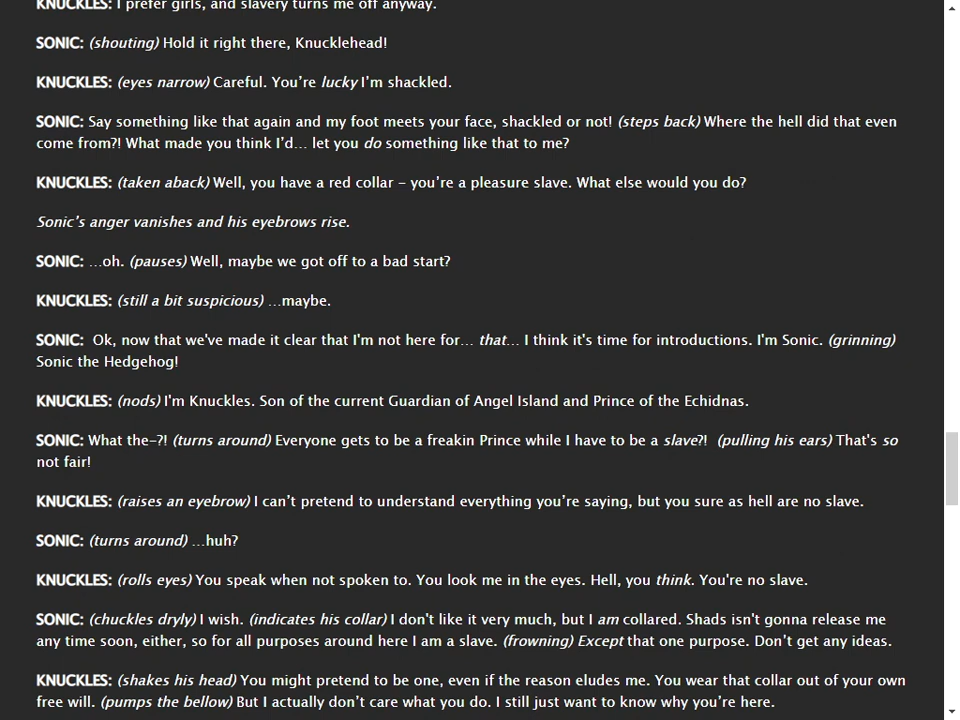 KNUCKLES: I prefer girls, and slavery turns me off anyway.
SONIC: (shouting) Hold it right there, Knucklehead!
KNUCKLES: (eyes narrow) Careful. You’re lucky I’m shackled.
SONIC: Say something like that again and my foot meets your face, shackled or not! (steps back) Where the hell did that even
come from?! What made you think I’d… let you do something like that to me?
KNUCKLES: (taken aback) Well, you have a red collar – you’re a pleasure slave. What else would you do?
Sonic’s anger vanishes and his eyebrows rise.
SONIC: …oh. (pauses) Well, maybe we got off to a bad start?
KNUCKLES: (still a bit suspicious) …maybe.
SONIC: Ok, now that we've made it clear that I'm not here for… that… I think it's time for introductions. I'm Sonic. (grinning)
Sonic the Hedgehog!
KNUCKLES: (nods) I'm Knuckles. Son of the current Guardian of Angel Island and Prince of the Echidnas.
SONIC: What the–?! (turns around) Everyone gets to be a freakin Prince while I have to be a slave?! (pulling his ears) That's so
not fair!
KNUCKLES: (raises an eyebrow) I can’t pretend to understand everything you’re saying, but you sure as hell are no slave.
SONIC: (turns around) …huh?
KNUCKLES: (rolls eyes) You speak when not spoken to. You look me in the eyes. Hell, you think. You're no slave.
SONIC: (chuckles dryly) I wish. (indicates his collar) I don't like it very much, but I am collared. Shads isn't gonna release me
any time soon, either, so for all purposes around here I am a slave. (frowning) Except that one purpose. Don’t get any ideas.
KNUCKLES: (shakes his head) You might pretend to be one, even if the reason eludes me. You wear that collar out of your own
free will. (pumps the bellow) But I actually don’t care what you do. I still just want to know why you’re here.